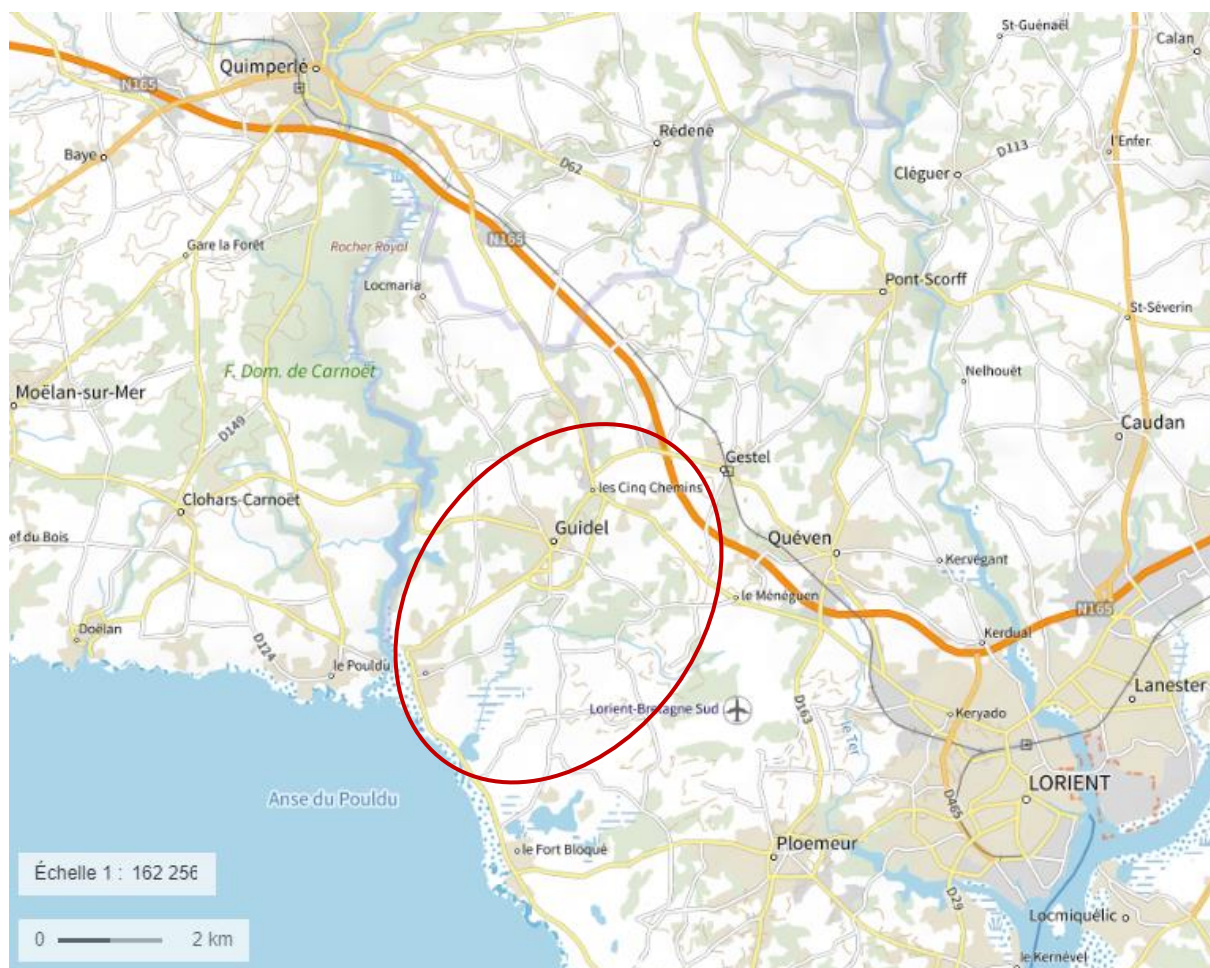 St-Guénaël
Calan
Quimperlé
N165
Rédené
l'Enfer
Baye
D62
D113
Cléguer
Gare la Forêt
Rocher Royal
N165
Locmaria
Pont-Scorff
St-Séverin
F. Dom. de Carnoët
Nelhouët
Moëlan-sur-Mer
D149
Caudan
Gestel
les Cinq Chemins
Clohars-Carnoët
Guidel
ef du Bois
Quéven
Kervégant
le Ménéguen
N165
Doëlan
Kerdual
D124
le Pouldu
Lanester
Lorient-Bretagne Sud
D163
Keryado
le Ter
LORIENT
Anse du Pouldu
D465
Ploemeur
le Fort Bloqué
Échelle 1 : 162 256
D29
Locmiquélic
0 2 km
le Kernével